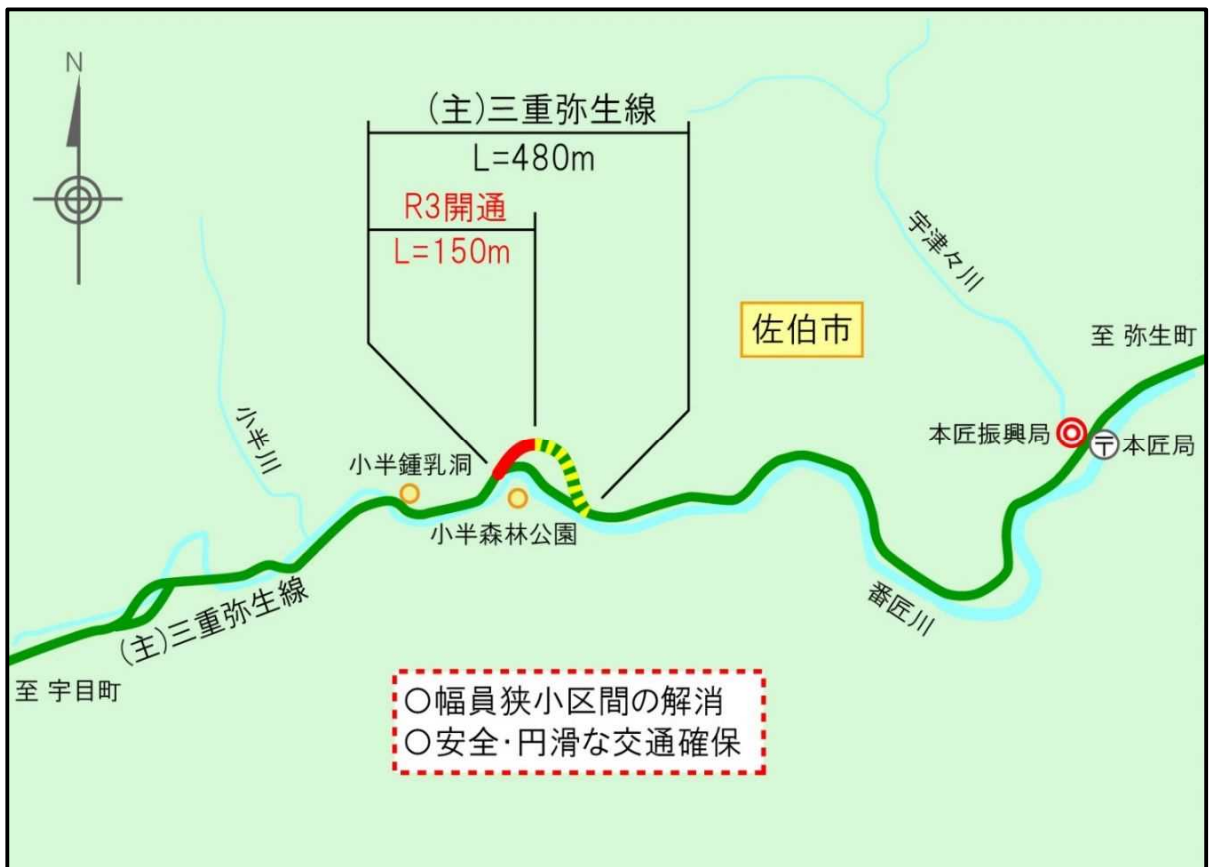 N
(主)三重弥生線
L=480m
R3開通
L=150m
宇津々川
佐伯市
至 弥生町
小半川
本匠振興局
〒本匠局
小半鍾乳洞
小半森林公園
番匠川
(主)三重弥生線
至 宇目町
○幅員狭小区間の解消
○安全・円滑な交通確保